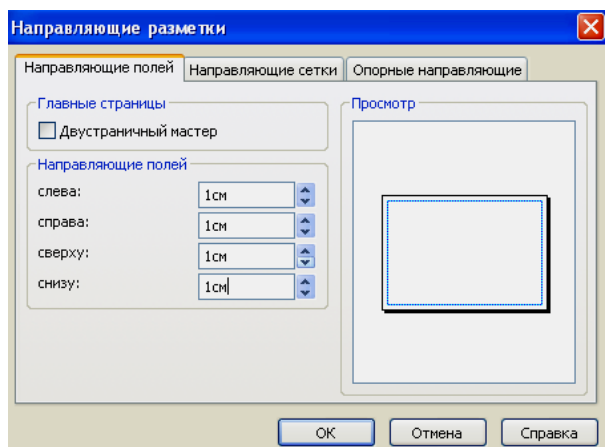 Направляющие разметки
Направляющие полей Направляющие сетки Опорные направляющие
Главные страницы
Двустраничный мастер
Направляющие полей
слева: 1см
справа: 1см
сверху: 1см
снизу: 1см
Просмотр
ОК Отмена Справка